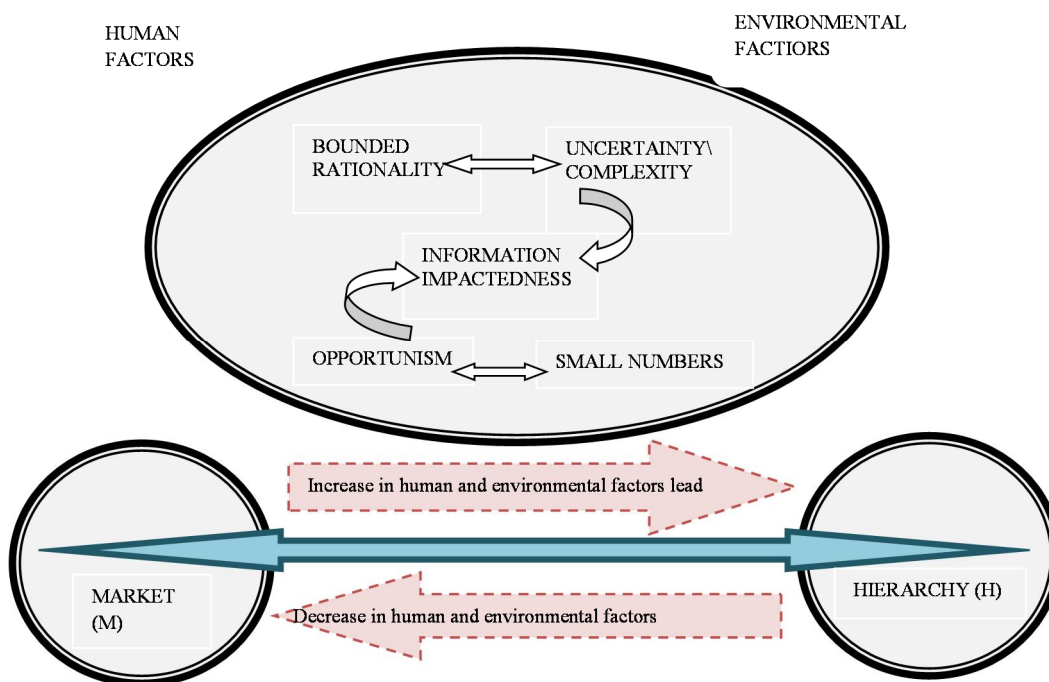 HUMAN
FACTORS
ENVIRONMENTAL
FACTIORS
BOUNDED
RATIONALITY
UNCERTAINTY\
COMPLEXITY
INFORMATION
IMPACTEDNESS
OPPORTUNISM
SMALL NUMBERS
Increase in human and environmental factors lead
MARKET
(M)
HIERARCHY (H)
Decrease in human and environmental factors